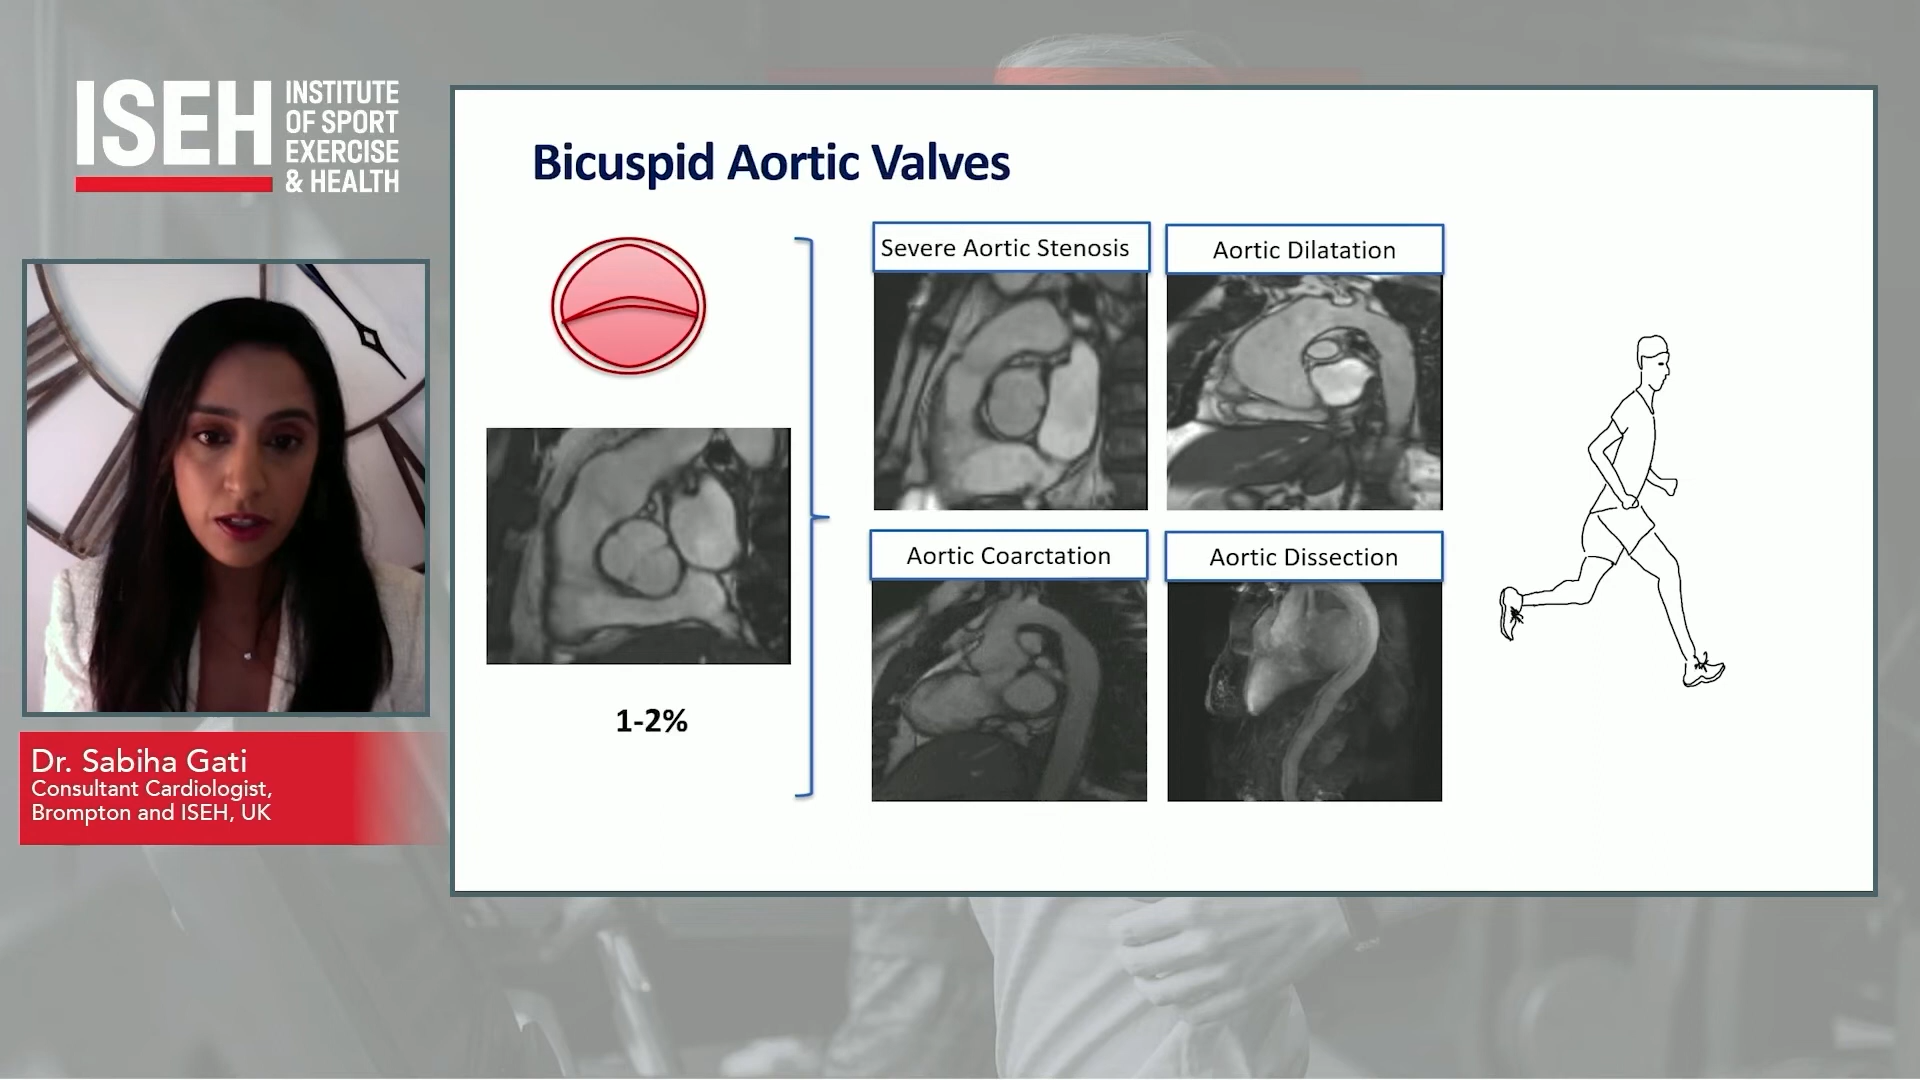 ISEH
INSTITUTE
OF SPORT
EXERCISE
& HEALTH
Dr. Sabiha Gati
Consultant Cardiologist,
Brompton and ISEH, UK
Bicuspid Aortic Valves
1-2%
Severe Aortic Stenosis
Aortic Dilatation
Aortic Coarctation
Aortic Dissection